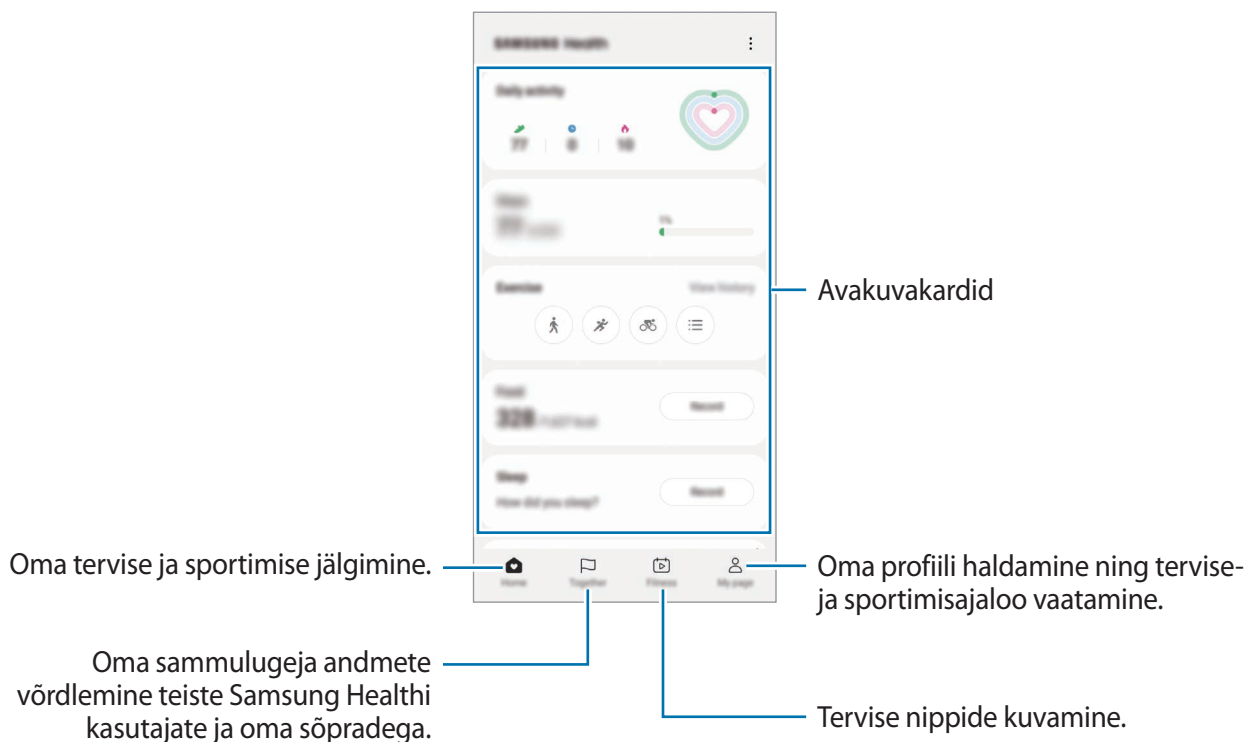 SAMSUNG Health
Daily activity
77 0 10
1%
Exercise View history
Food
328
Record
Sleep
How did you sleep?
Record
Home Together Fitness My page
Avakuvakardid
Oma tervise ja sportimise jälgimine.
Oma profiili haldamine ning tervise-
ja sportimisajaloo vaatamine.
Oma sammulugeja andmete
võrdlemine teiste Samsung Healthi
kasutajate ja oma sõpradega.
Tervise nippide kuvamine.